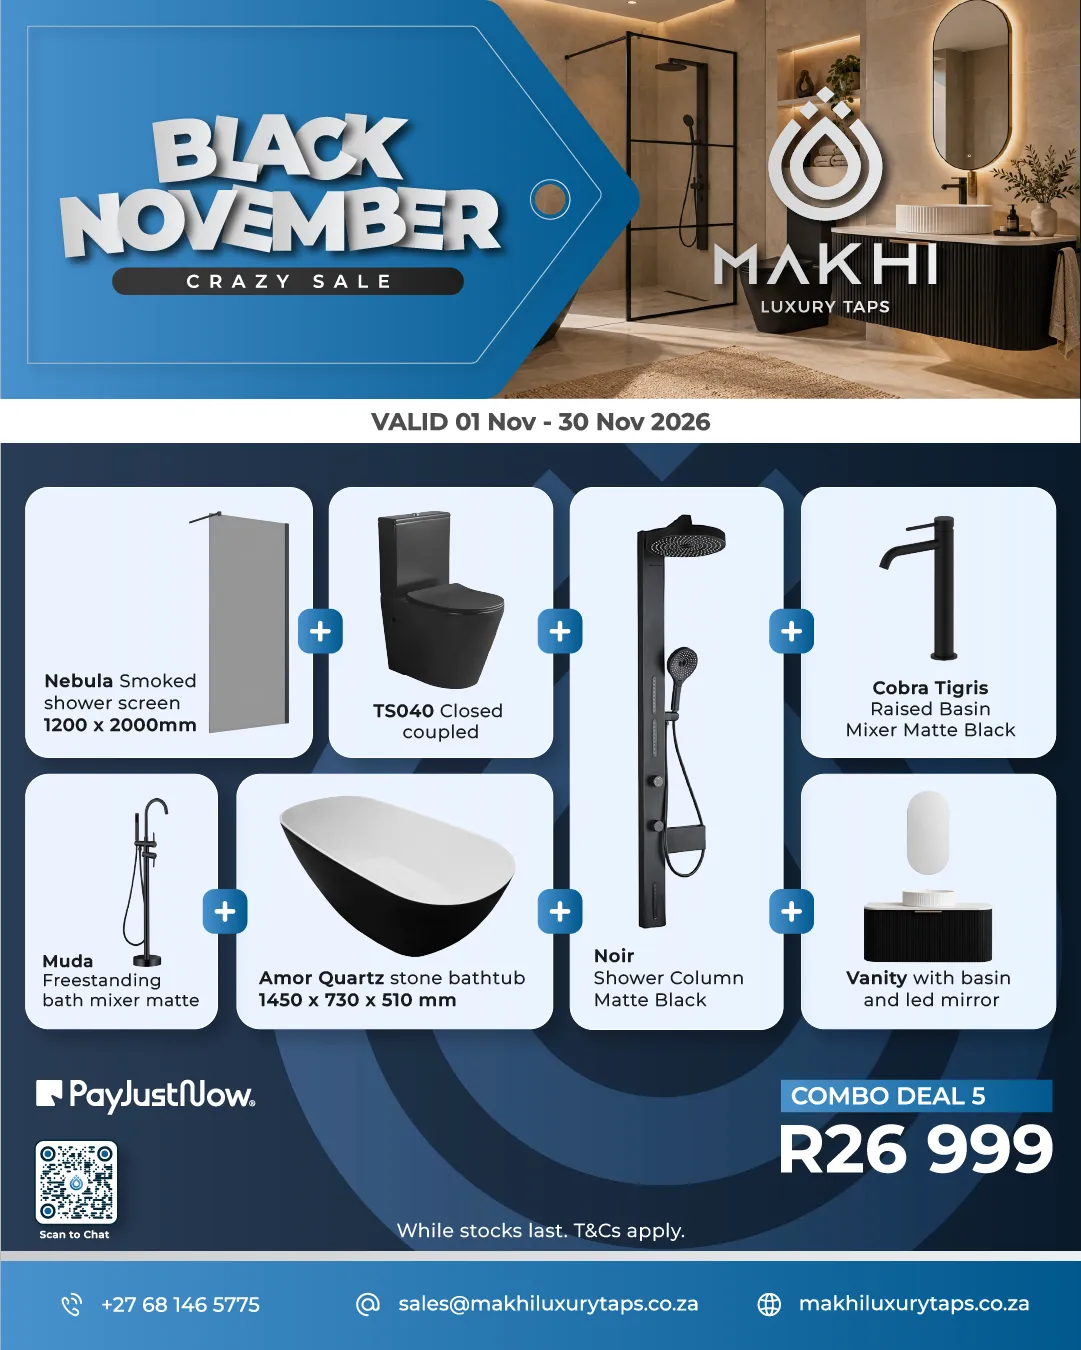 BLACK
NOVEMBER
CRAZY SALE
MAKHI
LUXURY TAPS
VALID 01 Nov - 30 Nov 2026
Nebula Smoked
shower screen
1200 x 2000mm
TS040 Closed
coupled
Noir
Shower Column
Matte Black
Cobra Tigris
Raised Basin
Mixer Matte Black
Muda
Freestanding
bath mixer matte
Amor Quartz stone bathtub
1450 x 730 x 510 mm
Vanity with basin
and led mirror
PayJustNow®
Scan to Chat
COMBO DEAL 5
R26 999
While stocks last. T&Cs apply.
+27 68 146 5775
sales@makhiluxurytaps.co.za
makhiluxurytaps.co.za